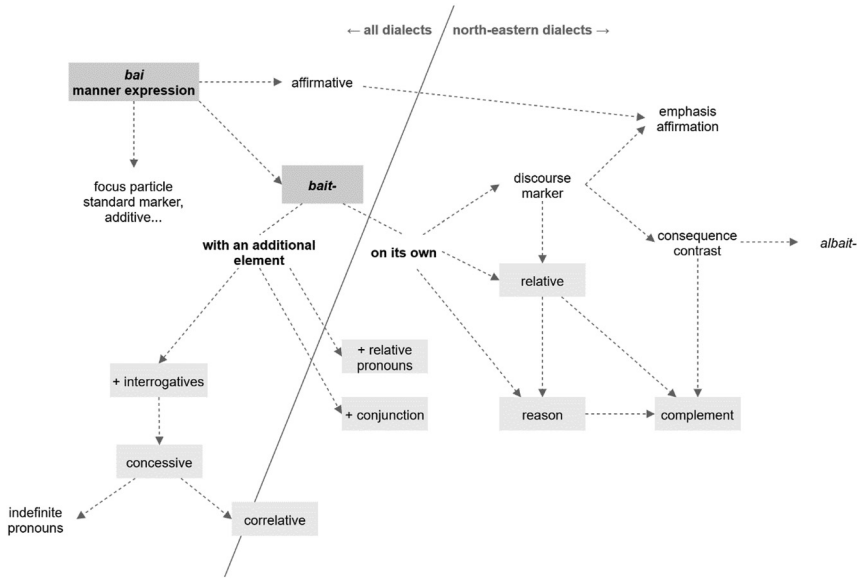 ← all dialects
north-eastern dialects →
bai
manner expression
affirmative
emphasis
affirmation
focus particle
standard marker,
additive...
bait-
discourse
marker
with an additional
element
on its own
consequence
contrast
albait-
relative
+ relative
pronouns
+ interrogatives
+ conjunction
reason
complement
concessive
indefinite
pronouns
correlative